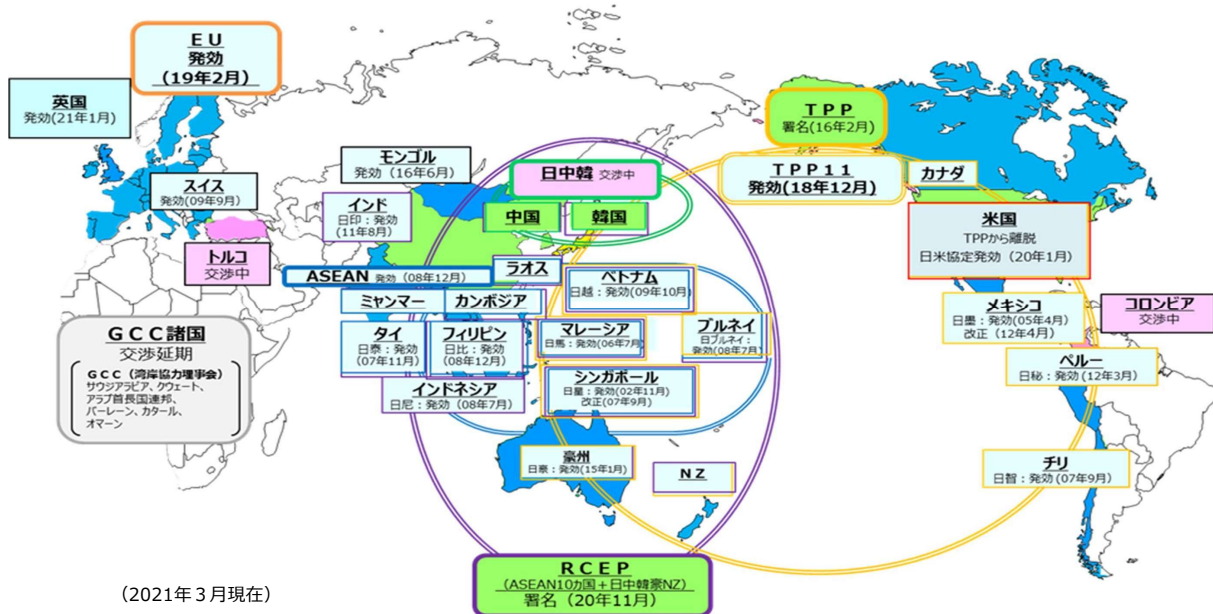 EU
発効
(19年2月)
英国
発効(21年1月)
スイス
発効(09年9月)
モンゴル
発効(16年6月)
インド
日印:発効
(11年8月)
トルコ
交渉中
日中韓 交渉中
中国
韓国
TPP
署名(16年2月)
TPP11
発効(18年12月)
カナダ
米国
TPPから離脱
日米協定発効(20年1月)
ASEAN 発効(08年12月)
ラオス
ベトナム
日越:発効(09年10月)
ミャンマー
カンボジア
タイ
日泰:発効
(07年11月)
フィリピン
日比:発効
(08年12月)
マレーシア
日馬:発効(06年7月)
ブルネイ
日ブルネイ:
発効(08年7月)
インドネシア
日尼:発効(08年7月)
シンガポール
日星:発効(02年11月)
改正(07年9月)
メキシコ
日墨:発効(05年4月)
改正(12年4月)
コロンビア
交渉中
ペルー
日秘:発効(12年3月)
GCC諸国
交渉延期
GCC(湾岸協力理事会)
サウジアラビア、クウェート、
アラブ首長国連邦、
バーレーン、カタール、
オマーン
豪州
日豪:発効(15年1月)
NZ
チリ
日智:発効(07年9月)
RCEP
(ASEAN10カ国+日中韓豪NZ)
署名(20年11月)
(2021年3月現在)